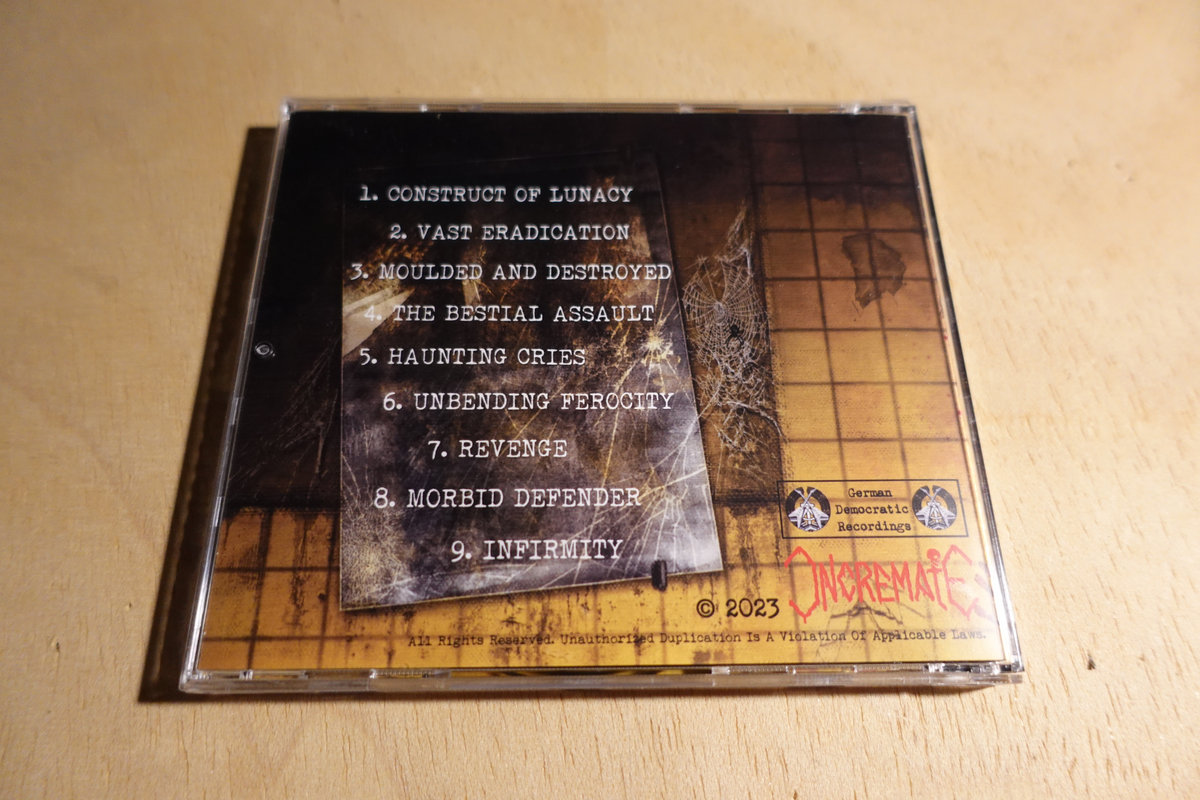 1. CONSTRUCT OF LUNACY
2. VAST ERADICATION
3. MOULDED AND DESTROYED
4. THE BESTIAL ASSAULT
5. HAUNTING CRIES
6. UNBENDING FEROCITY
7. REVENGE
8. MORBID DEFENDER
9. INFIRMITY
German
Democratic
Recordings
© 2023 INCREMATE
All Rights Reserved. Unauthorized Duplication Is A Violation Of Applicable Laws.